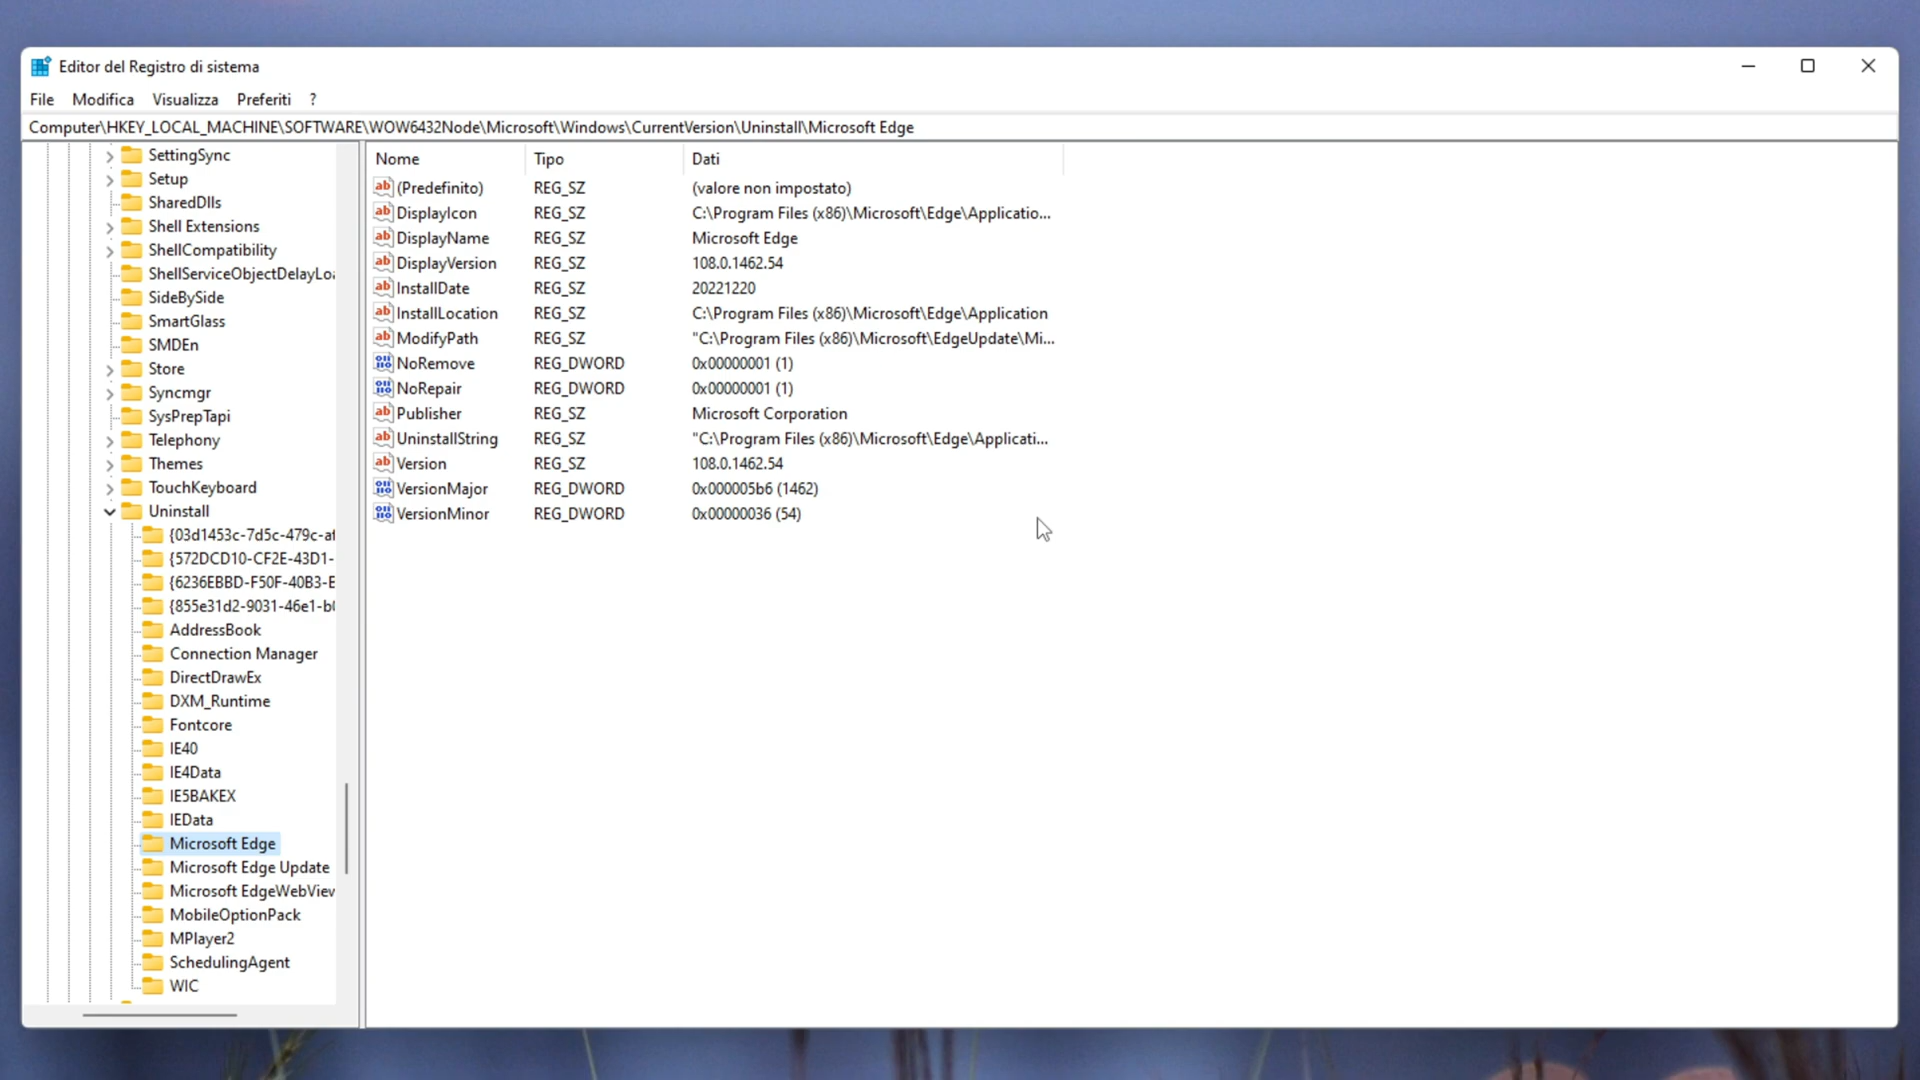 Editor del Registro di sistema
File Modifica Visualizza Preferiti ?
Computer\HKEY_LOCAL_MACHINE\SOFTWARE\WOW6432Node\Microsoft\Windows\CurrentVersion\Uninstall\Microsoft Edge
SettingSync
Setup
SharedDlls
Shell Extensions
ShellCompatibility
ShellServiceObjectDelayLoa
SideBySide
SmartGlass
SMDEn
Store
Syncmgr
SysPrepTapi
Telephony
Themes
TouchKeyboard
Uninstall
{03d1453c-7d5c-479c-af
{572DCD10-CF2E-43D1-
{6236EBBD-F50F-40B3-E
{855e31d2-9031-46e1-b0
AddressBook
Connection Manager
DirectDrawEx
DXM_Runtime
Fontcore
IE40
IE4Data
IE5BAKEX
IEData
Microsoft Edge
Microsoft Edge Update
Microsoft EdgeWebView
MobileOptionPack
MPlayer2
SchedulingAgent
WIC
Nome Tipo Dati
(Predefinito) REG_SZ (valore non impostato)
DisplayIcon REG_SZ C:\Program Files (x86)\Microsoft\Edge\Applicatio...
DisplayName REG_SZ Microsoft Edge
DisplayVersion REG_SZ 108.0.1462.54
InstallDate REG_SZ 20221220
InstallLocation REG_SZ C:\Program Files (x86)\Microsoft\Edge\Application
ModifyPath REG_SZ "C:\Program Files (x86)\Microsoft\EdgeUpdate\Mi...
NoRemove REG_DWORD 0x00000001 (1)
NoRepair REG_DWORD 0x00000001 (1)
Publisher REG_SZ Microsoft Corporation
UninstallString REG_SZ "C:\Program Files (x86)\Microsoft\Edge\Applicati...
Version REG_SZ 108.0.1462.54
VersionMajor REG_DWORD 0x000005b6 (1462)
VersionMinor REG_DWORD 0x00000036 (54)